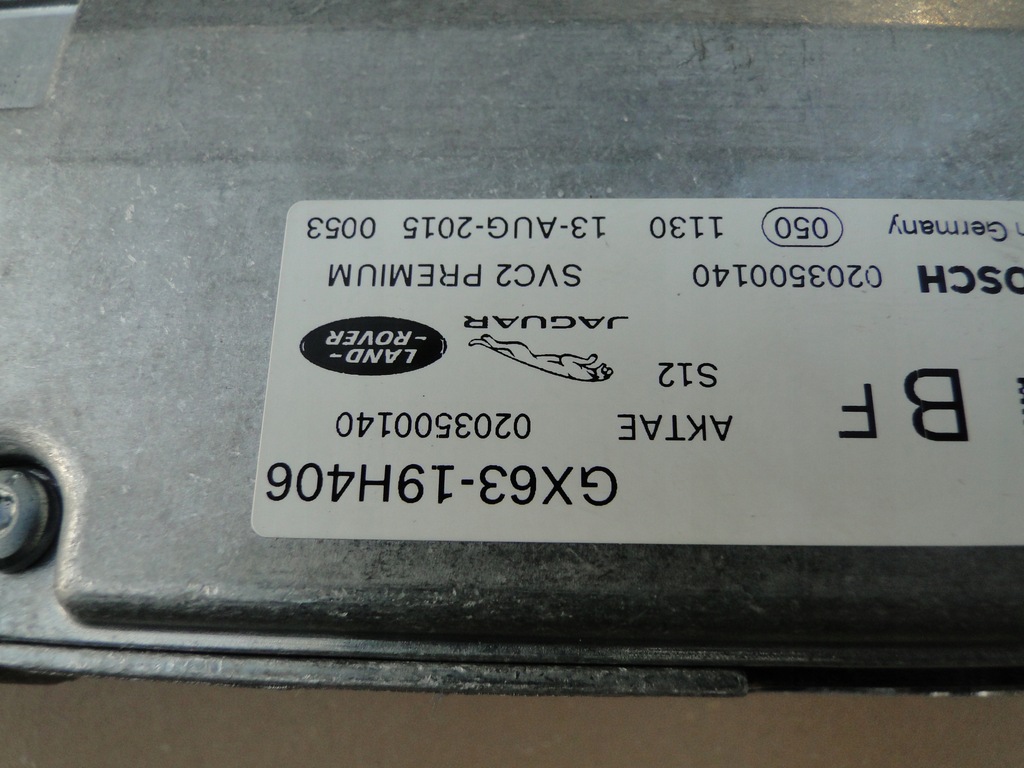 GX63-19H406
BF AKTAE 0203500140
S12
JAGUAR LAND-
-ROVER
OSCH 0203500140 SVC2 PREMIUM
Germany 050 1130 13-AUG-2015 0053